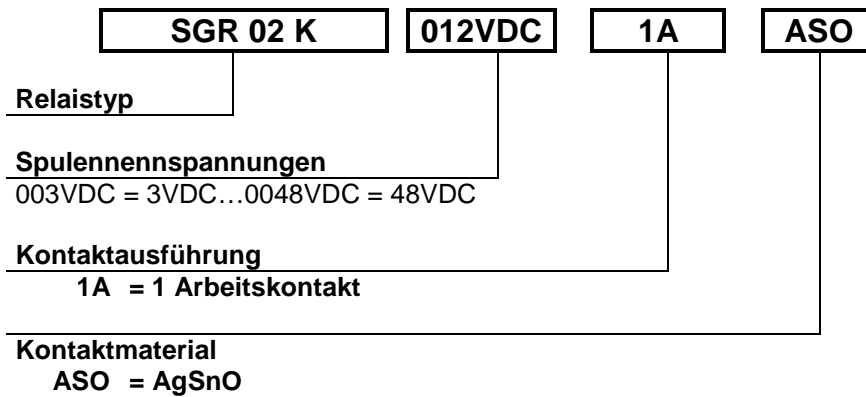 SGR 02 K 012VDC 1A ASO
Relaistyp
Spulennennspannungen
003VDC = 3VDC…0048VDC = 48VDC
Kontaktausführung
1A = 1 Arbeitskontakt
Kontaktmaterial
ASO = AgSnO